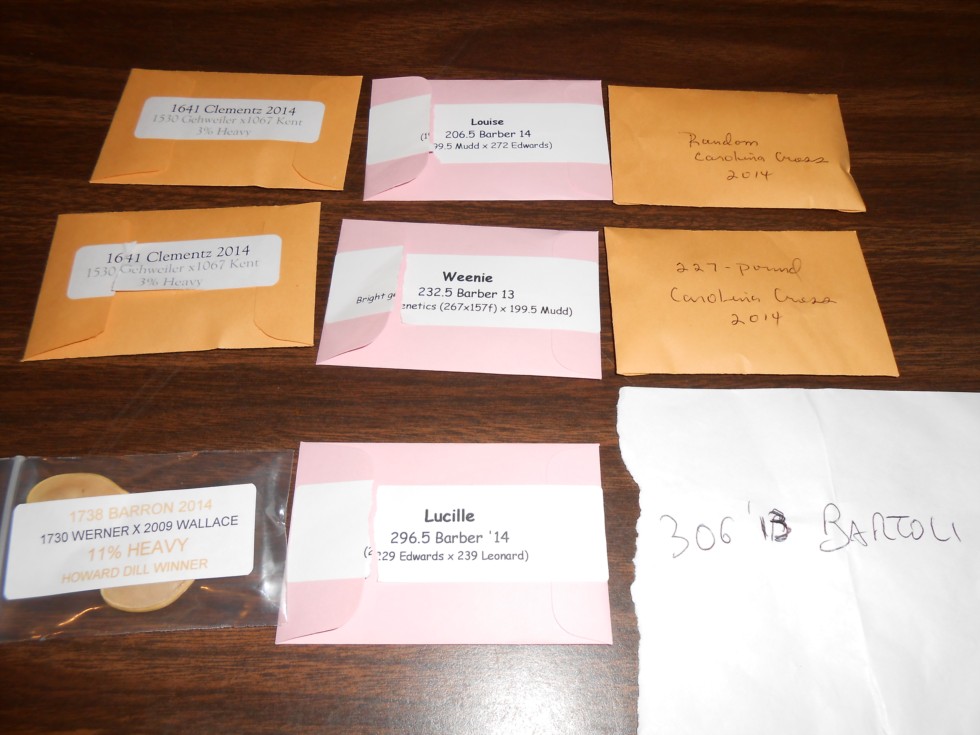 1641 Clementz 2014
1530 Gehweiler x1067 Kent
3% Heavy
Louise
206.5 Barber 14
(1 99.5 Mudd x 272 Edwards)
Random
Carolina Cross
2014
1641 Clementz 2014
1530 Gehweiler x1067 Kent
3% Heavy
Weenie
232.5 Barber 13
Bright ge enetics (267x157f) x 199.5 Mudd)
227-pound
Carolina Cross
2014
1738 BARRON 2014
1730 WERNER X 2009 WALLACE
11% HEAVY
HOWARD DILL WINNER
Lucille
296.5 Barber '14
(2 229 Edwards x 239 Leonard)
306 '13 BARTOLI